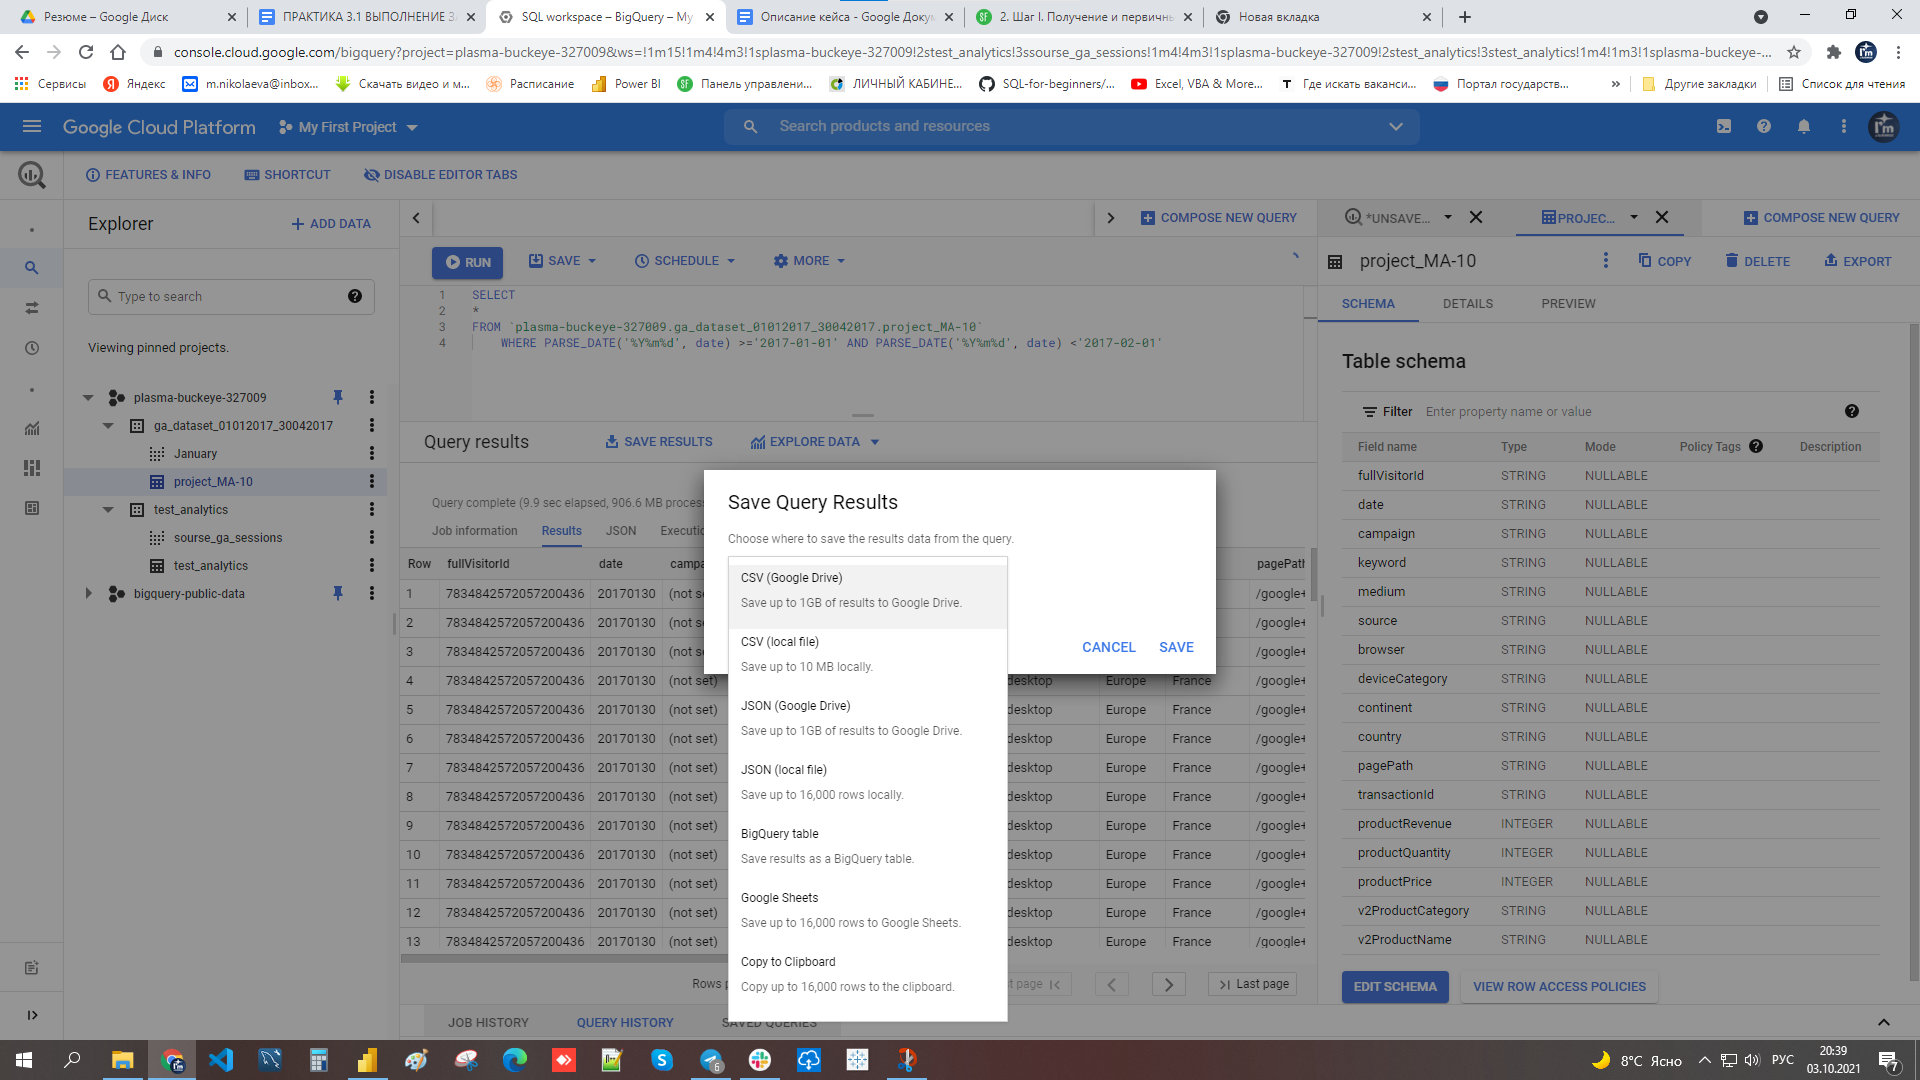 Резюме – Google Диск
ПРАКТИКА 3.1 ВЫПОЛНЕНИЕ З
SQL workspace – BigQuery – My
Описание кейса - Google Доку
2. Шаг I. Получение и первичн
Новая вкладка
console.cloud.google.com/bigquery?project=plasma-buckeye-327009&ws=!1m15!1m4!4m3!1splasma-buckeye-327009!2stest_analytics!3ssourse_ga_sessions!1m4!4m3!1splasma-buckeye-327009!2stest_analytics!3stest_analytics!1m4!1m3!1splasma-buckeye-...
Сервисы
Яндекс
m.nikolaeva@inbox...
Скачать видео и м...
Расписание
Power BI
Панель управлени...
ЛИЧНЫЙ КАБИНЕ...
SQL-for-beginners/...
Excel, VBA & More...
Где искать ваканси...
Портал государств...
»
Другие закладки
Список для чтения
Google Cloud Platform
My First Project
Search products and resources
FEATURES & INFO
SHORTCUT
DISABLE EDITOR TABS
Explorer
+ ADD DATA
COMPOSE NEW QUERY
*UNSAVE...
PROJEC...
COMPOSE NEW QUERY
RUN
SAVE
SCHEDULE
MORE
project_MA-10
COPY
DELETE
EXPORT
Type to search
Viewing pinned projects.
plasma-buckeye-327009
ga_dataset_01012017_30042017
January
project_MA-10
test_analytics
sourse_ga_sessions
test_analytics
bigquery-public-data
1 SELECT
2 *
3 FROM `plasma-buckeye-327009.ga_dataset_01012017_30042017.project_MA-10`
4 WHERE PARSE_DATE('%Y%m%d', date) >='2017-01-01' AND PARSE_DATE('%Y%m%d', date) <'2017-02-01'
SCHEMA
DETAILS
PREVIEW
Table schema
Filter Enter property name or value
Field name Type Mode Policy Tags Description
fullVisitorId STRING NULLABLE
date STRING NULLABLE
campaign STRING NULLABLE
keyword STRING NULLABLE
medium STRING NULLABLE
source STRING NULLABLE
browser STRING NULLABLE
deviceCategory STRING NULLABLE
continent STRING NULLABLE
country STRING NULLABLE
pagePath STRING NULLABLE
transactionId STRING NULLABLE
productRevenue INTEGER NULLABLE
productQuantity INTEGER NULLABLE
productPrice INTEGER NULLABLE
v2ProductCategory STRING NULLABLE
v2ProductName STRING NULLABLE
EDIT SCHEMA
VIEW ROW ACCESS POLICIES
Query results
SAVE RESULTS
EXPLORE DATA
Query complete (9.9 sec elapsed, 906.6 MB proces
Job information
Results
JSON
Executi
Row fullVisitorId date campa pagePath
1 7834842572057200436 20170130 (not s /google+
2 7834842572057200436 20170130 (not s /google+
3 7834842572057200436 20170130 (not s /google+
4 7834842572057200436 20170130 (not set) desktop Europe France /google+
5 7834842572057200436 20170130 (not set) desktop Europe France /google+
6 7834842572057200436 20170130 (not set) desktop Europe France /google+
7 7834842572057200436 20170130 (not set) desktop Europe France /google+
8 7834842572057200436 20170130 (not set) desktop Europe France /google+
9 7834842572057200436 20170130 (not set) desktop Europe France /google+
10 7834842572057200436 20170130 (not set) desktop Europe France /google+
11 7834842572057200436 20170130 (not set) desktop Europe France /google+
12 7834842572057200436 20170130 (not set) desktop Europe France /google+
13 7834842572057200436 20170130 (not set) desktop Europe France /google+
Rows p
t page
Last page
Save Query Results
Choose where to save the results data from the query.
CSV (Google Drive)
Save up to 1GB of results to Google Drive.
CSV (local file)
Save up to 10 MB locally.
JSON (Google Drive)
Save up to 1GB of results to Google Drive.
JSON (local file)
Save up to 16,000 rows locally.
BigQuery table
Save results as a BigQuery table.
Google Sheets
Save up to 16,000 rows to Google Sheets.
Copy to Clipboard
Copy up to 16,000 rows to the clipboard.
CANCEL
SAVE
JOB HISTORY
QUERY HISTORY
SAVED QUERIES
8°C Ясно
РУС
20:39
03.10.2021
7